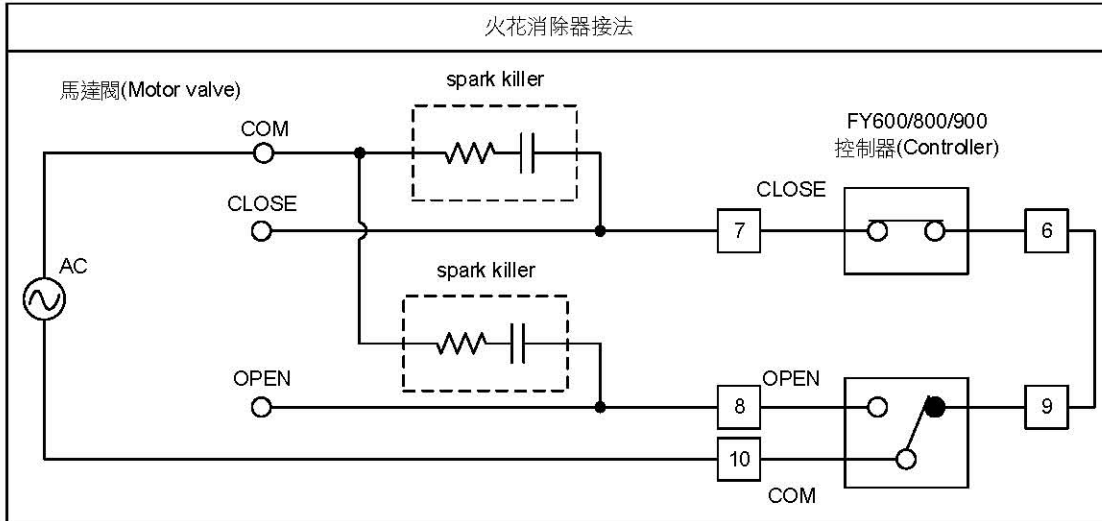 火花消除器接法
馬達閥(Motor valve)
spark killer
COM
FY600/800/900
控制器(Controller)
CLOSE
CLOSE
7
6
AC
spark killer
OPEN
OPEN
8
9
10
COM